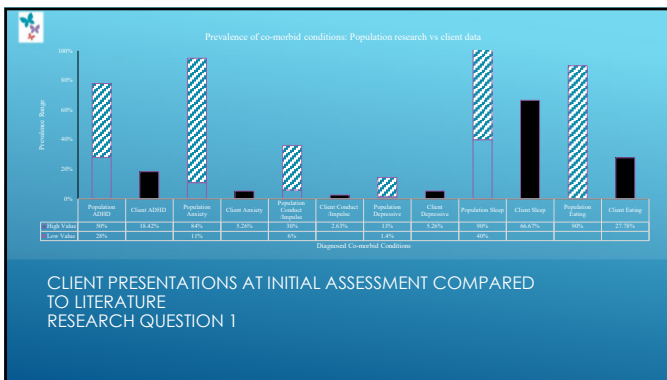 Prevalence of co-morbid conditions: Population research vs client data
100%
80%
60%
40%
20%
0%
Prevalence Range
Population ADHD
Client ADHD
Population Anxiety
Client Anxiety
Population Conduct /Impulse
Client Conduct /Impulse
Population Depressive
Client Depressive
Population Sleep
Client Sleep
Population Eating
Client Eating
High Value 50% 18.42% 84% 5.26% 30% 2.63% 13% 5.26% 90% 66.67% 90% 27.78%
Low Value 28% 11% 6% 1.4% 40%
Diagnosed Co-morbid Conditions
CLIENT PRESENTATIONS AT INITIAL ASSESSMENT COMPARED
TO LITERATURE
RESEARCH QUESTION 1